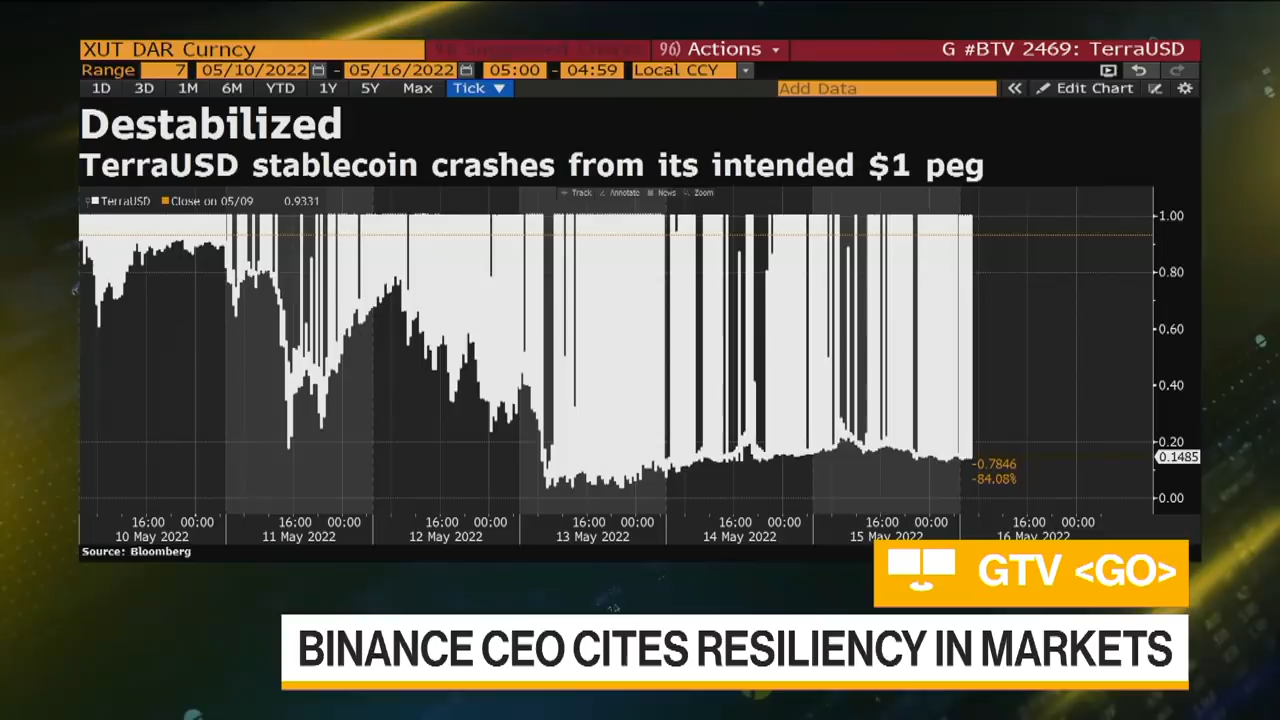 XUT DAR Curncy
96) Actions
G #BTV 2469: TerraUSD
Range 7 05/10/2022 - 05/16/2022 05:00 - 04:59 Local CCY
1D 3D 1M 6M YTD 1Y 5Y Max Tick ▼ Add Data « Edit Chart
Destabilized
TerraUSD stablecoin crashes from its intended $1 peg
Track Annotate News Zoom
TerraUSD Close on 05/09 0.9331
1.00
0.80
0.60
0.40
0.20
0.1485
-0.7846
-84.08%
0.00
16:00 00:00 16:00 00:00 16:00 00:00 16:00 00:00 16:00 00:00 16:00 00:00 16:00 00:00
10 May 2022 11 May 2022 12 May 2022 13 May 2022 14 May 2022 15 May 2022 16 May 2022
Source: Bloomberg
GTV <GO>
BINANCE CEO CITES RESILIENCY IN MARKETS